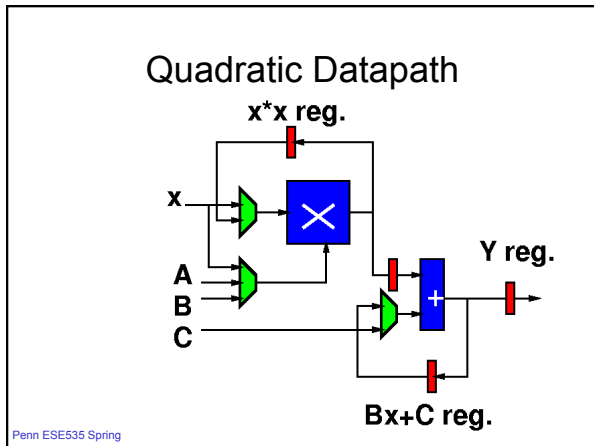 Quadratic Datapath
x*x reg.
x
A
B
C
+
Y reg.
Bx+C reg.
Penn ESE535 Spring